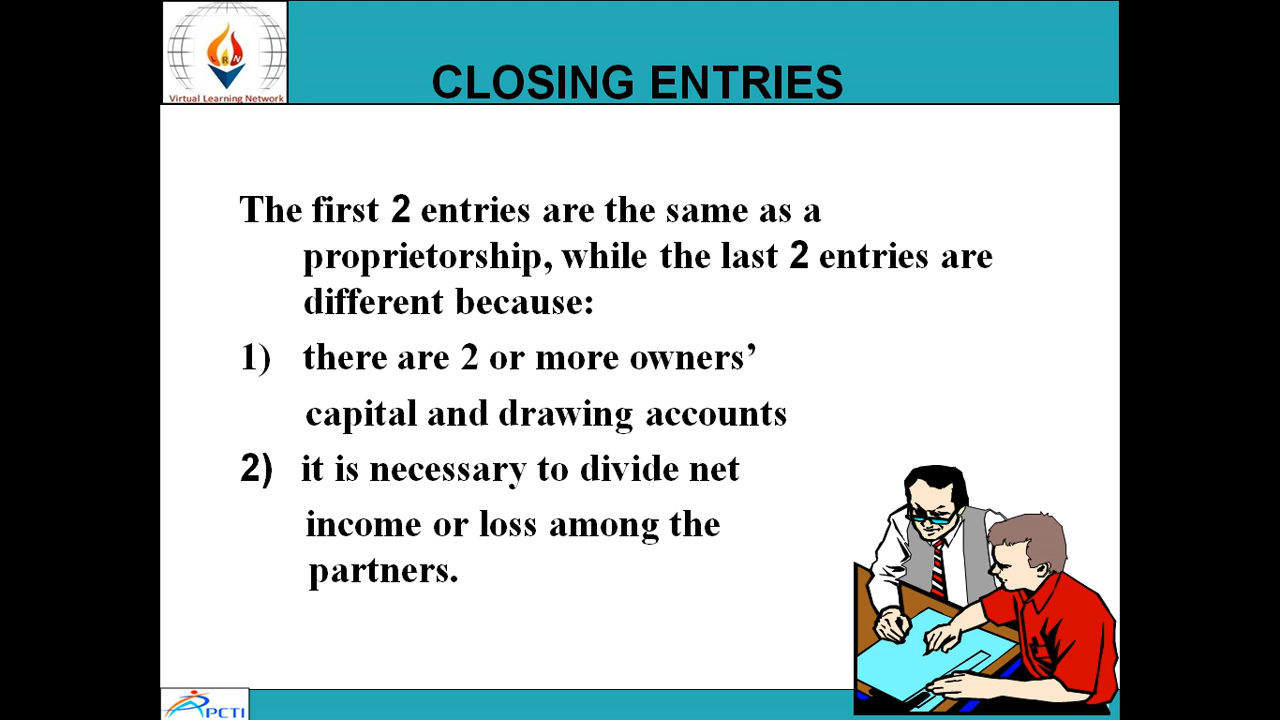 LRN
Virtual Learning Network
CLOSING ENTRIES
The first 2 entries are the same as a
proprietorship, while the last 2 entries are
different because:
1) there are 2 or more owners’
capital and drawing accounts
2) it is necessary to divide net
income or loss among the
partners.
PCTI